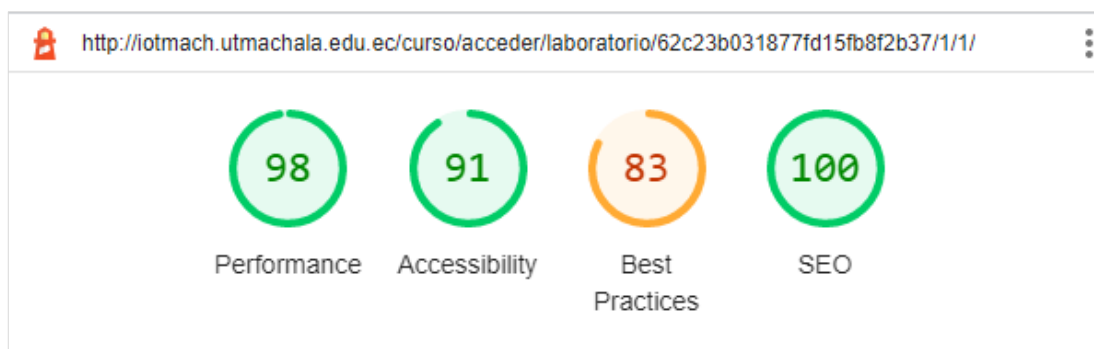 http://iotmach.utmachala.edu.ec/curso/acceder/laboratorio/62c23b031877fd15fb8f2b37/1/1/
98
91
83
100
Performance
Accessibility
Best
Practices
SEO